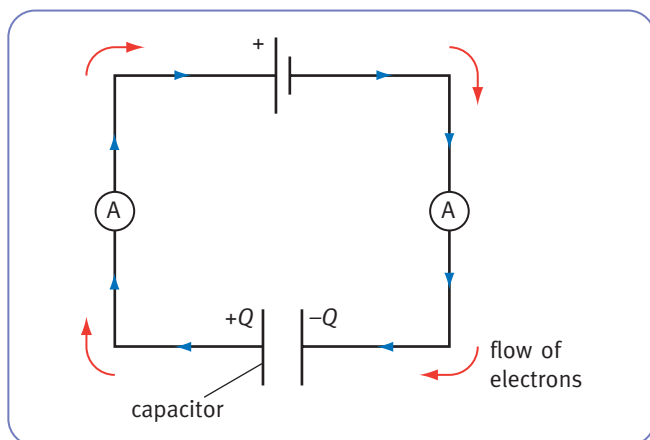 +
A
A
+Q
–Q
flow of
electrons
capacitor